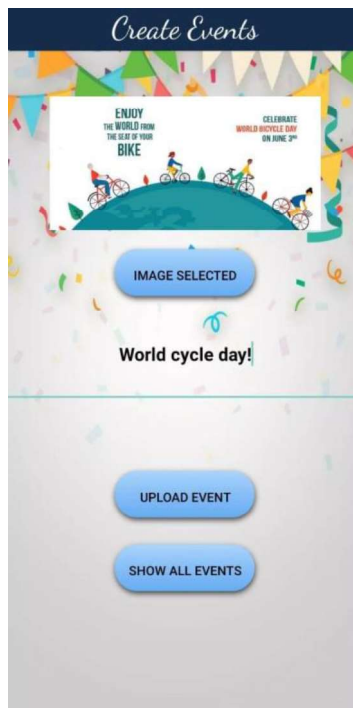 Create Events
ENJOY
THE WORLD FROM
THE SEAT OF YOUR
BIKE
CELEBRATE
WORLD BICYCLE DAY
ON JUNE 3RD
IMAGE SELECTED
World cycle day!
UPLOAD EVENT
SHOW ALL EVENTS